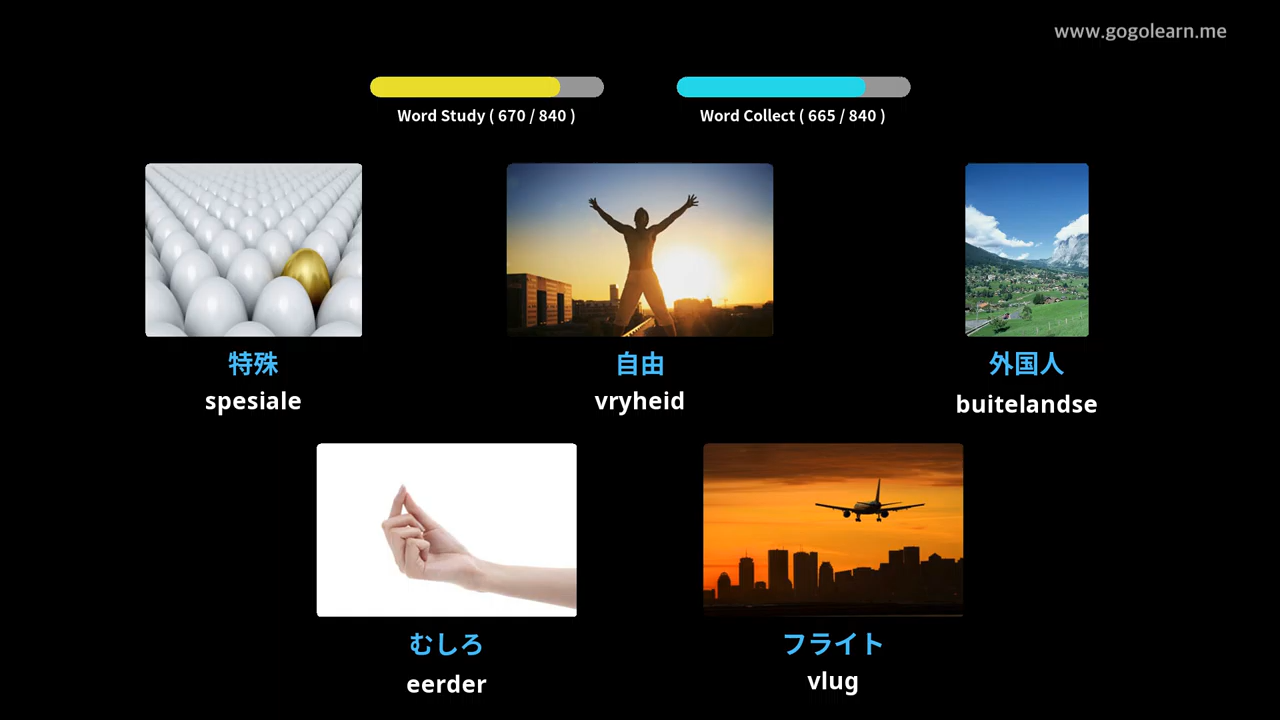 www.gogolearn.me
Word Study ( 670 / 840 )
Word Collect ( 665 / 840 )
特殊
spesiale
自由
vryheid
外国人
buitelandse
むしろ
eerder
フライト
vlug